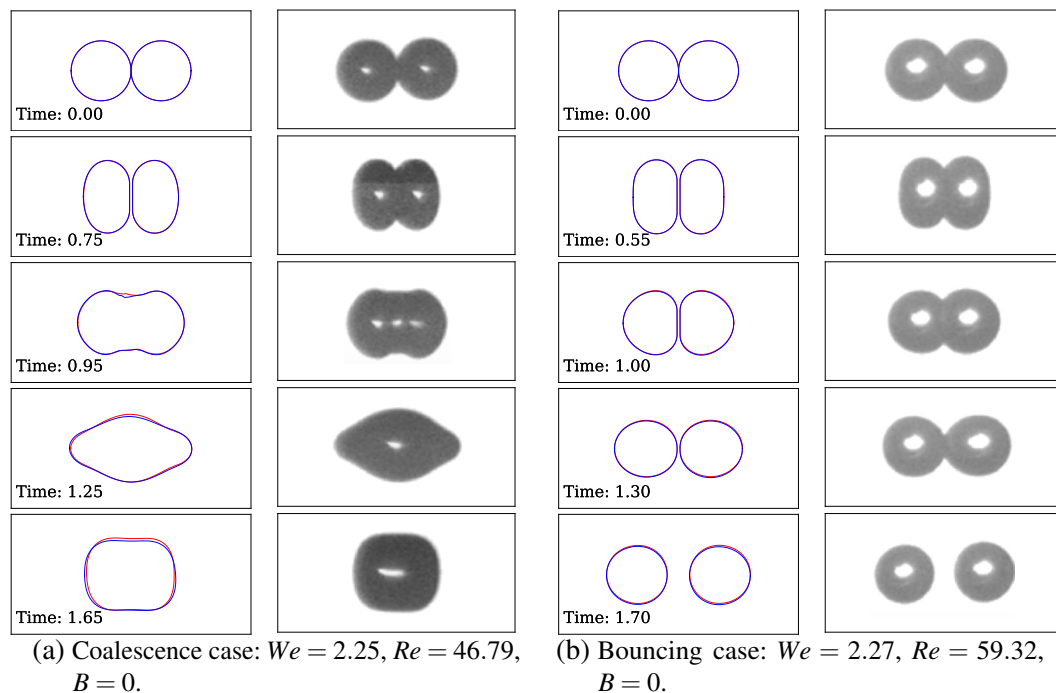 Time: 0.00
Time: 0.75
Time: 0.95
Time: 1.25
Time: 1.65
(a) Coalescence case: We = 2.25, Re = 46.79,
B = 0.
Time: 0.00
Time: 0.55
Time: 1.00
Time: 1.30
Time: 1.70
(b) Bouncing case: We = 2.27, Re = 59.32,
B = 0.